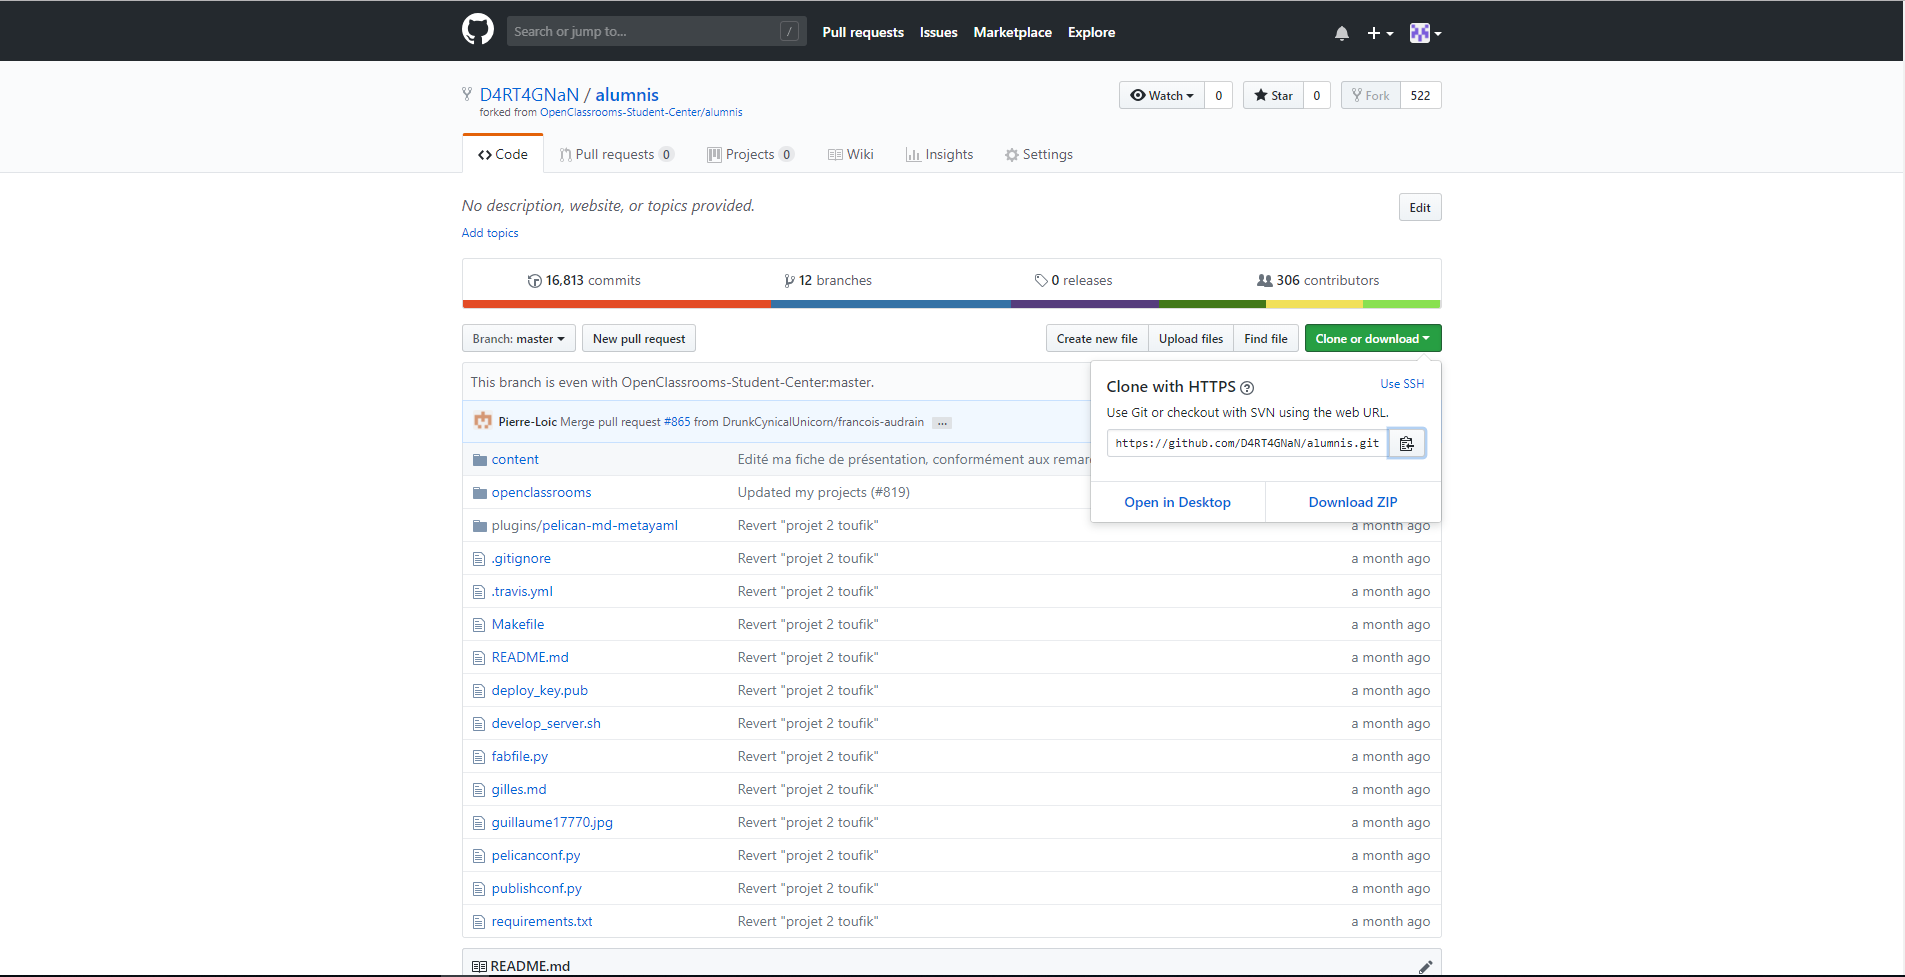 Search or jump to... / Pull requests Issues Marketplace Explore
D4RT4GNaN / alumnis Watch 0 Star 0 Fork 522
forked from OpenClassrooms-Student-Center/alumnis
Code Pull requests 0 Projects 0 Wiki Insights Settings
No description, website, or topics provided. Edit
Add topics
16,813 commits 12 branches 0 releases 306 contributors
Branch: master New pull request Create new file Upload files Find file Clone or download
This branch is even with OpenClassrooms-Student-Center:master.
Clone with HTTPS Use SSH
Use Git or checkout with SVN using the web URL.
https://github.com/D4RT4GNaN/alumnis.git
Open in Desktop Download ZIP
Pierre-Loic Merge pull request #865 from DrunkCynicalUnicorn/francois-audrain ...
content Edité ma fiche de présentation, conformément aux remar
openclassrooms Updated my projects (#819)
plugins/pelican-md-metayaml Revert "projet 2 toufik" a month ago
.gitignore Revert "projet 2 toufik" a month ago
.travis.yml Revert "projet 2 toufik" a month ago
Makefile Revert "projet 2 toufik" a month ago
README.md Revert "projet 2 toufik" a month ago
deploy_key.pub Revert "projet 2 toufik" a month ago
develop_server.sh Revert "projet 2 toufik" a month ago
fabfile.py Revert "projet 2 toufik" a month ago
gilles.md Revert "projet 2 toufik" a month ago
guillaume17770.jpg Revert "projet 2 toufik" a month ago
pelicanconf.py Revert "projet 2 toufik" a month ago
publishconf.py Revert "projet 2 toufik" a month ago
requirements.txt Revert "projet 2 toufik" a month ago
README.md